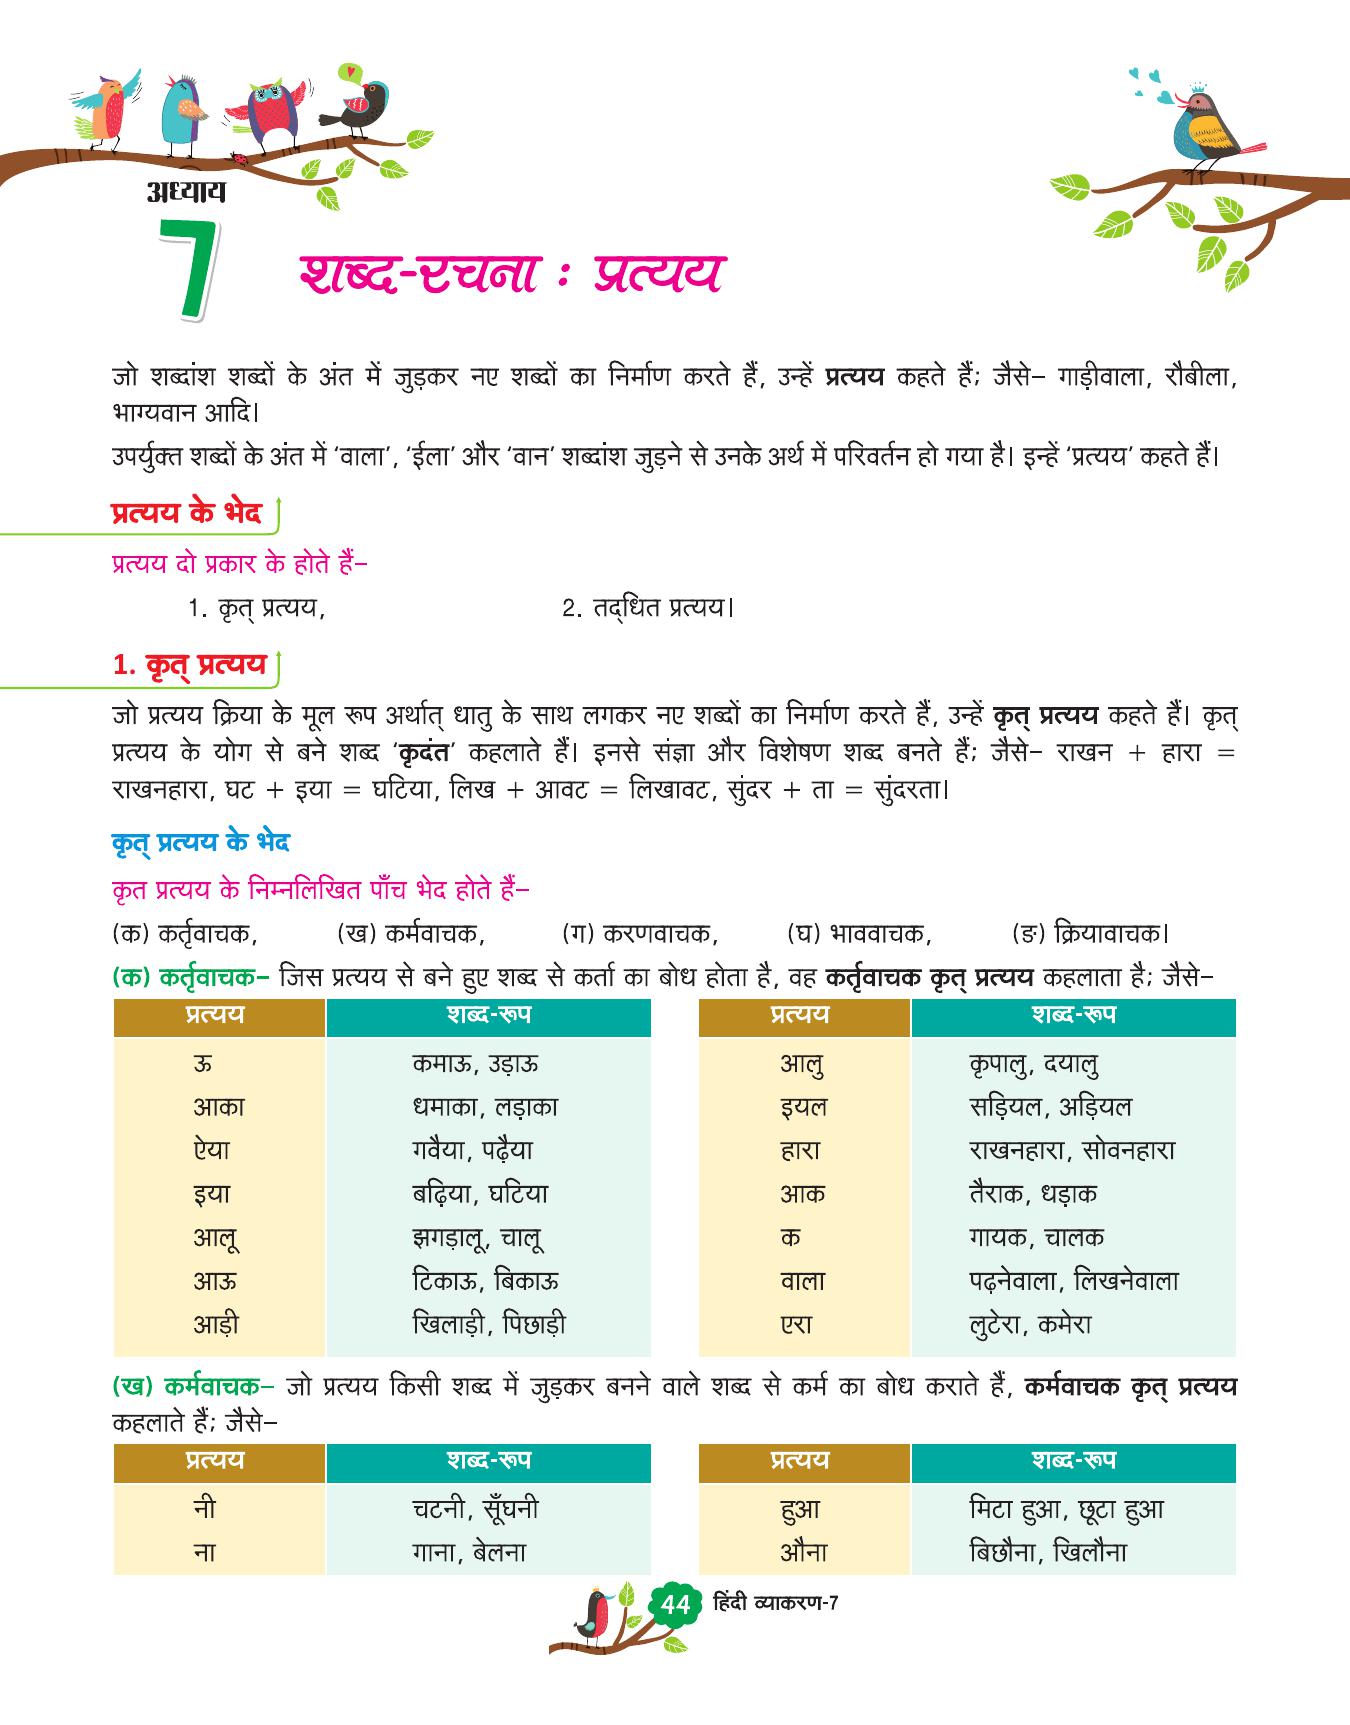 अध्याय
7
शब्द-रचना : प्रत्यय
जो शब्दांश शब्दों के अंत में जुड़कर नए शब्दों का निर्माण करते हैं, उन्हें प्रत्यय कहते हैं; जैसे– गाड़ीवाला, रौबीला,
भाग्यवान आदि।
उपर्युक्त शब्दों के अंत में ‘वाला’, ‘ईला’ और ‘वान’ शब्दांश जुड़ने से उनके अर्थ में परिवर्तन हो गया है। इन्हें ‘प्रत्यय’ कहते हैं।
प्रत्यय के भेद
प्रत्यय दो प्रकार के होते हैं–
1. कृत् प्रत्यय, 2. तद्‌धित प्रत्यय।
1. कृत् प्रत्यय
जो प्रत्यय क्रिया के मूल रूप अर्थात् धातु के साथ लगकर नए शब्दों का निर्माण करते हैं, उन्हें कृत् प्रत्यय कहते हैं। कृत्
प्रत्यय के योग से बने शब्द ‘कृदंत’ कहलाते हैं। इनसे संज्ञा और विशेषण शब्द बनते हैं; जैसे– राखन + हारा =
राखनहारा, घट + इया = घटिया, लिख + आवट = लिखावट, सुंदर + ता = सुंदरता।
कृत् प्रत्यय के भेद
कृत प्रत्यय के निम्नलिखित पाँच भेद होते हैं–
(क) कर्तृवाचक, (ख) कर्मवाचक, (ग) करणवाचक, (घ) भाववाचक, (ङ) क्रियावाचक।
(क) कर्तृवाचक– जिस प्रत्यय से बने हुए शब्द से कर्ता का बोध होता है, वह कर्तृवाचक कृत् प्रत्यय कहलाता है; जैसे–
प्रत्यय शब्द-रूप प्रत्यय शब्द-रूप
ऊ कमाऊ, उड़ाऊ आलु कृपालु, दयालु
आका धमाका, लड़ाका इयल सड़ियल, अड़ियल
ऐया गवैया, पढ़ैया हारा राखनहारा, सोवनहारा
इया बढ़िया, घटिया आक तैराक, धड़ाक
आलू झगड़ालू, चालू क गायक, चालक
आऊ टिकाऊ, बिकाऊ वाला पढ़नेवाला, लिखनेवाला
आड़ी खिलाड़ी, पिछाड़ी एरा लुटेरा, कमेरा
(ख) कर्मवाचक– जो प्रत्यय किसी शब्द में जुड़कर बनने वाले शब्द से कर्म का बोध कराते हैं, कर्मवाचक कृत् प्रत्यय
कहलाते हैं; जैसे–
प्रत्यय शब्द-रूप प्रत्यय शब्द-रूप
नी चटनी, सूँघनी हुआ मिटा हुआ, छूटा हुआ
ना गाना, बेलना औना बिछौना, खिलौना
44 हिंदी व्याकरण-7